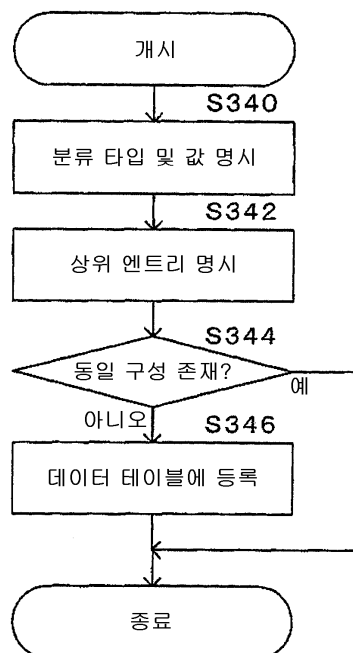 개시
S340
분류 타입 및 값 명시
S342
상위 엔트리 명시
S344
동일 구성 존재?
예
아니오
S346
데이터 테이블에 등록
종료